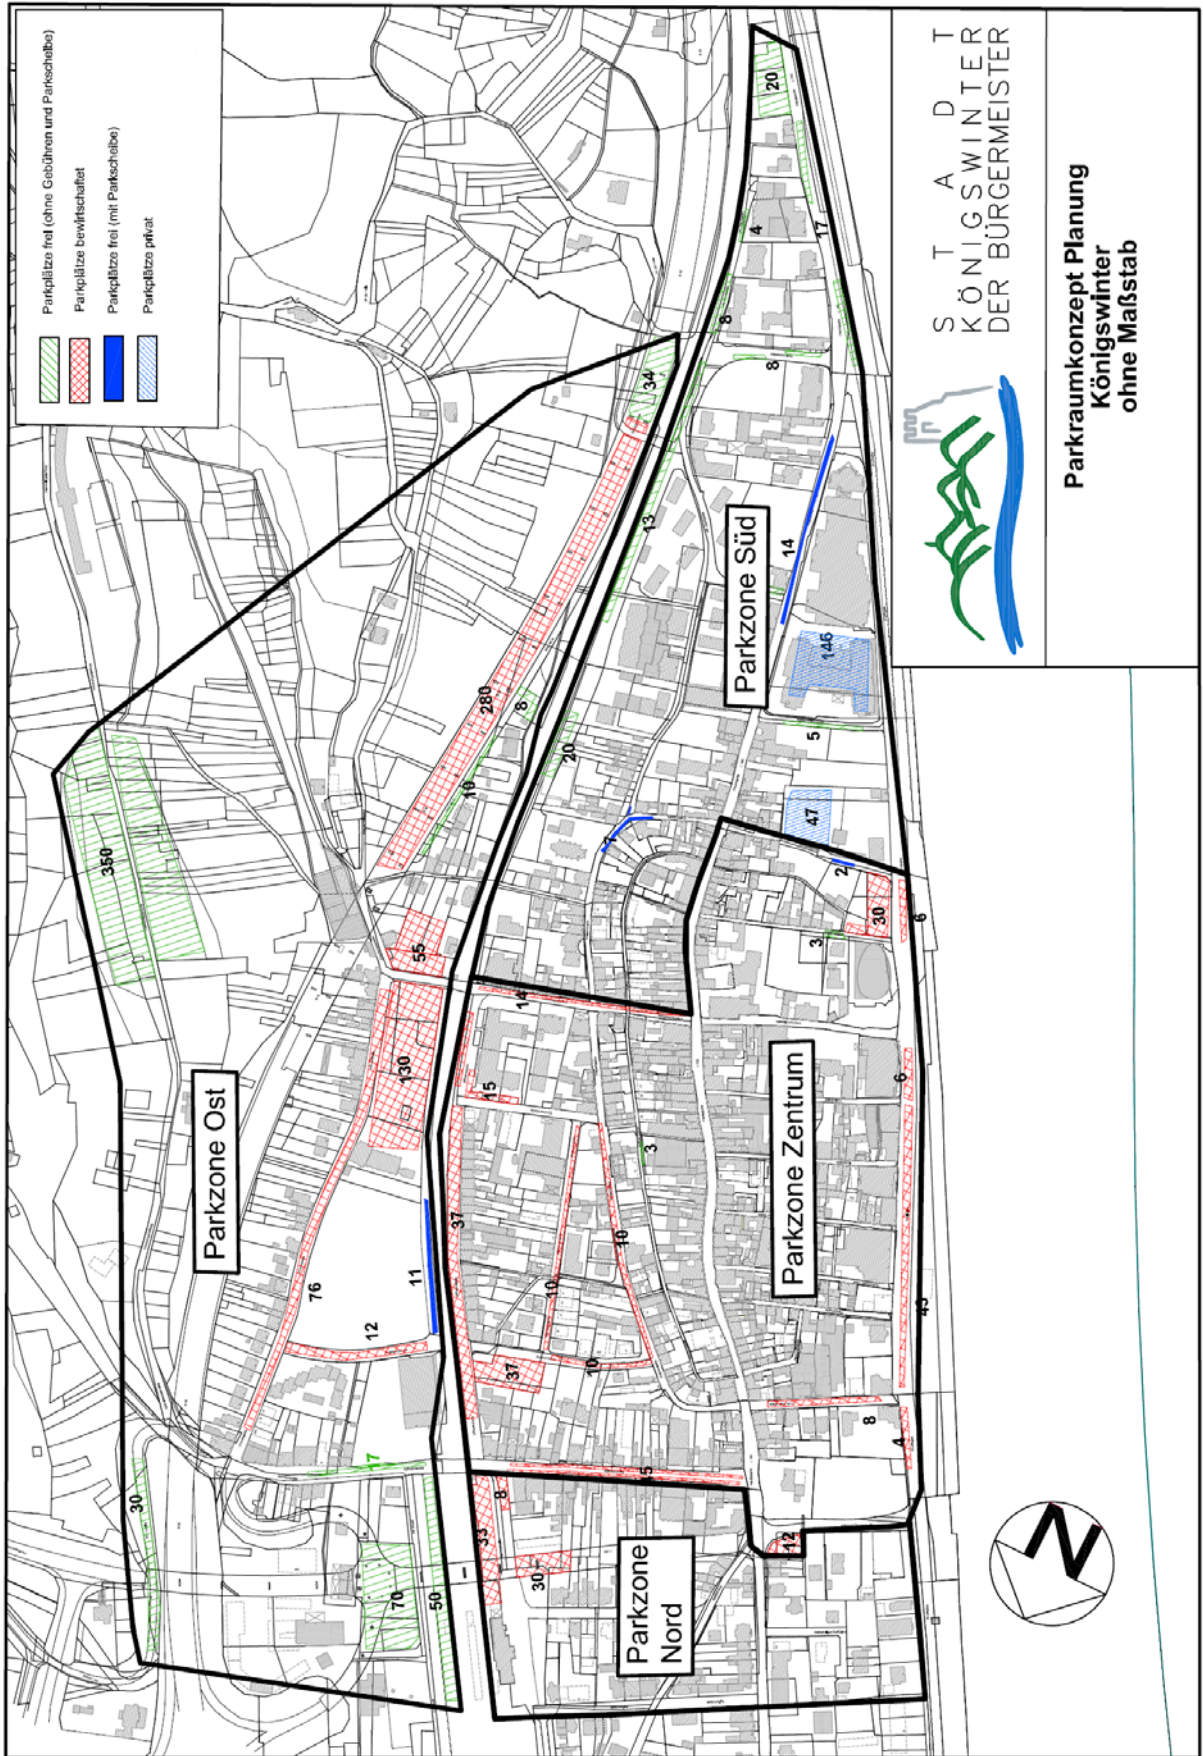 Parkplätze frei (ohne Gebühren und Parkscheibe)
Parkplätze bewirtschaftet
Parkplätze frei (mit Parkscheibe)
Parkplätze privat
S T A D T
KÖNIGSWINTER
DER BÜRGERMEISTER
Parkraumkonzept Planung
Königswinter
ohne Maßstab
Parkzone Ost
350
30
17
70
50
76
12
11
130
55
280
10
8
34
Parkzone Süd
20
17
4
8
8
13
14
146
5
20
47
7
2
Parkzone Zentrum
14
15
37
37
10
10
10
3
3
30
6
6
43
4
8
45
12
Parkzone
Nord
33
8
30
N